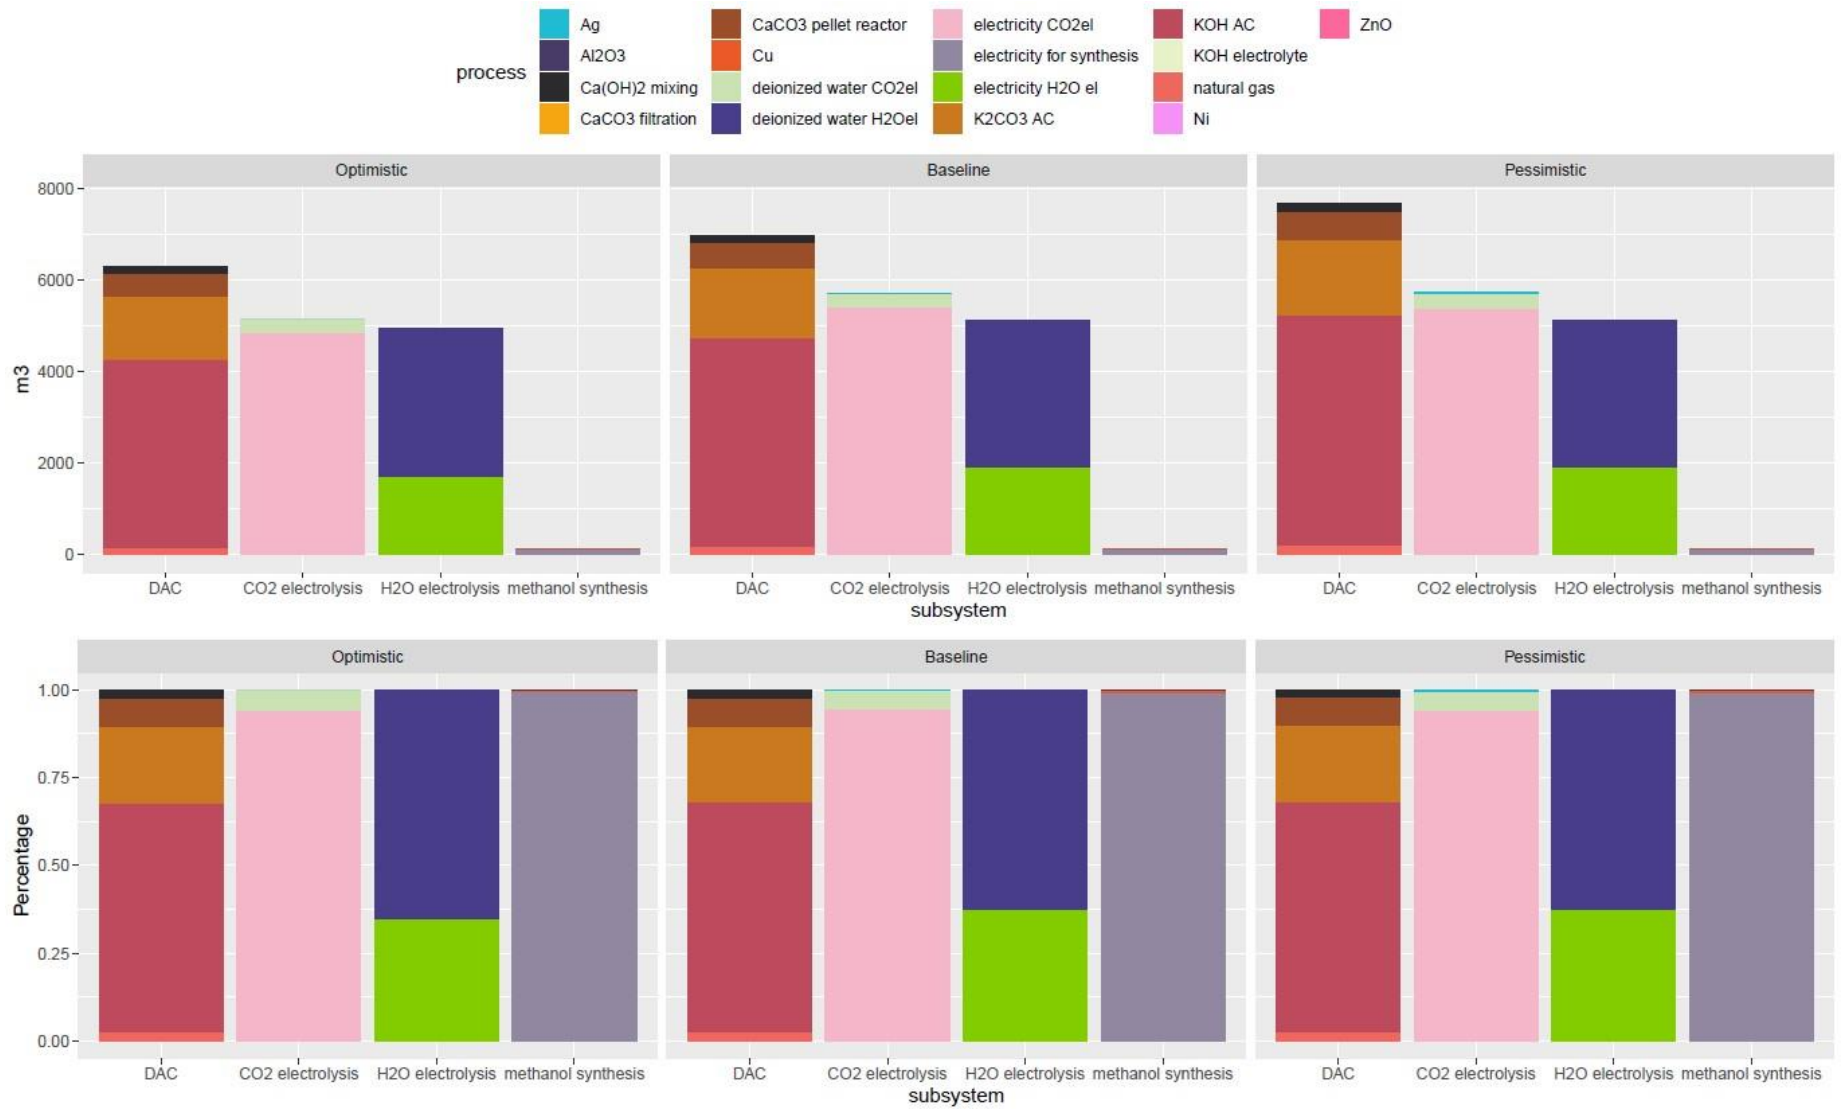 process
Ag
Al2O3
Ca(OH)2 mixing
CaCO3 filtration
CaCO3 pellet reactor
Cu
deionized water CO2el
deionized water H2Oel
electricity CO2el
electricity for synthesis
electricity H2O el
K2CO3 AC
KOH AC
KOH electrolyte
natural gas
Ni
ZnO
Optimistic Baseline Pessimistic
8000
6000
4000
2000
0
m3
DAC CO2 electrolysis H2O electrolysis methanol synthesis DAC CO2 electrolysis H2O electrolysis methanol synthesis DAC CO2 electrolysis H2O electrolysis methanol synthesis
subsystem
Optimistic Baseline Pessimistic
1.00
0.75
0.50
0.25
0.00
Percentage
DAC CO2 electrolysis H2O electrolysis methanol synthesis DAC CO2 electrolysis H2O electrolysis methanol synthesis DAC CO2 electrolysis H2O electrolysis methanol synthesis
subsystem